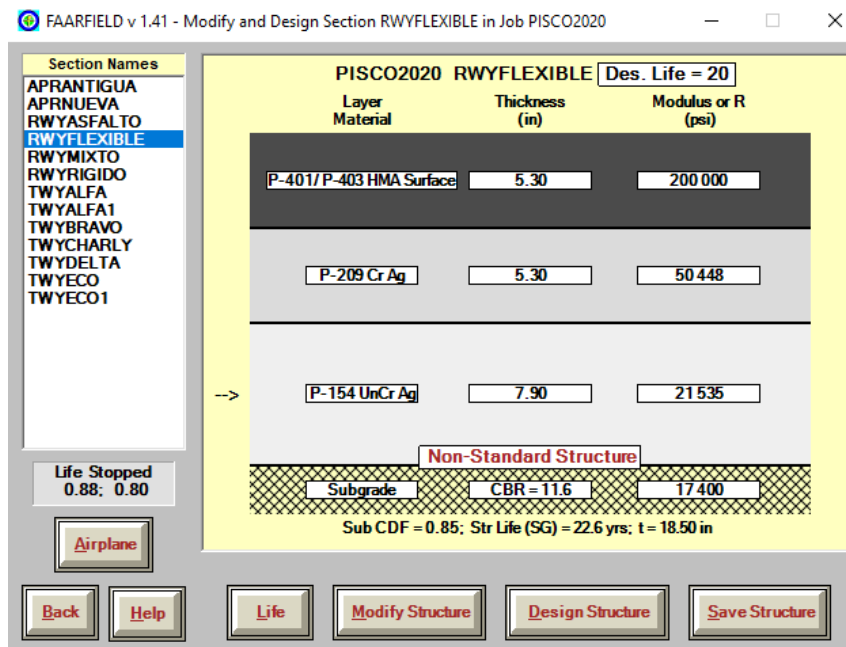 FAARFIELD v 1.41 - Modify and Design Section RWYFLEXIBLE in Job PISCO2020
Section Names
APRANTIGUA
APRNUEVA
RWYASFALTO
RWYFLEXIBLE
RWYMIXTO
RWYRIGIDO
TWYALFA
TWYALFA1
TWYBRAVO
TWYCHARLY
TWYDELTA
TWYECO
TWYECO1
Life Stopped
0.88; 0.80
Airplane
Back Help
PISCO2020 RWYFLEXIBLE Des. Life = 20
Layer Material Thickness (in) Modulus or R (psi)
P-401/ P-403 HMA Surface 5.30 200 000
P-209 Cr Ag 5.30 50 448
--> P-154 UnCr Ag 7.90 21 535
Non-Standard Structure
Subgrade CBR = 11.6 17 400
Sub CDF = 0.85; Str Life (SG) = 22.6 yrs; t = 18.50 in
Life Modify Structure Design Structure Save Structure